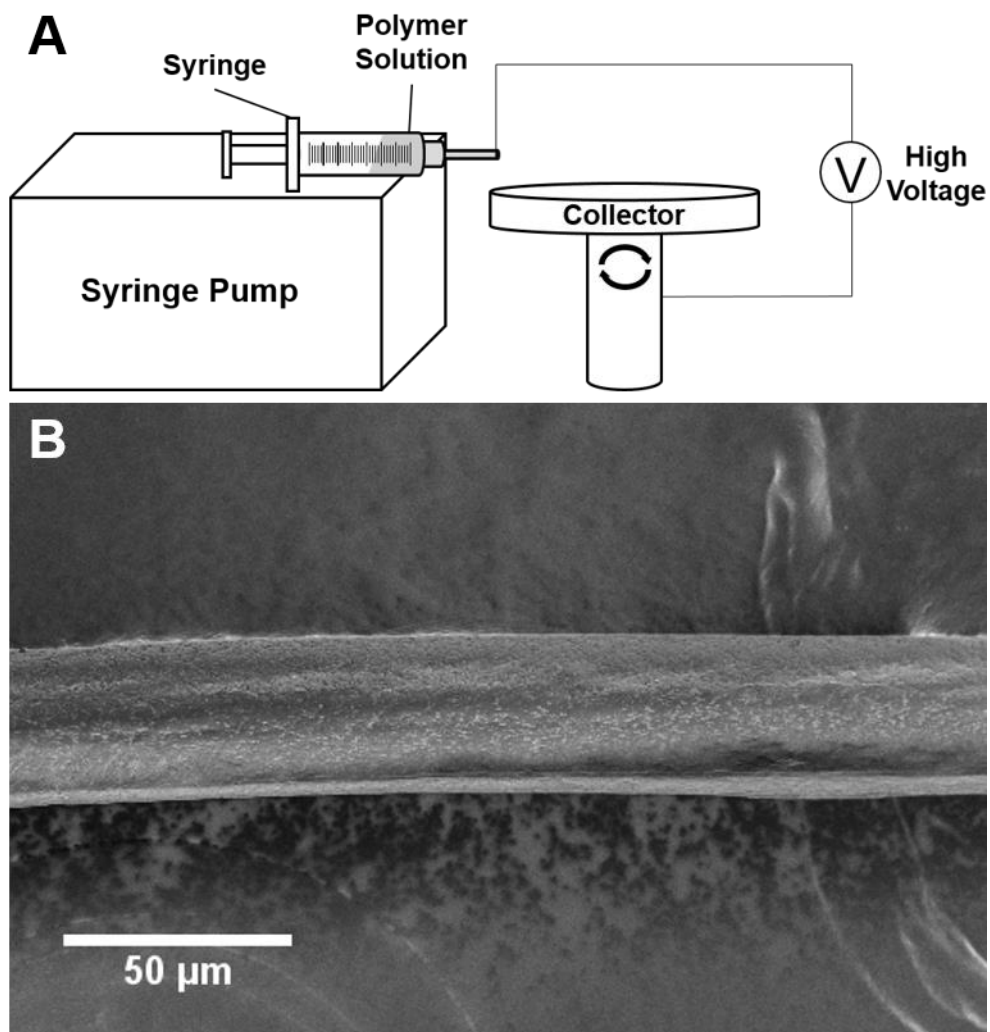 A
Polymer
Solution
Syringe
High
Voltage
V
Collector
Syringe Pump
B
50 μm